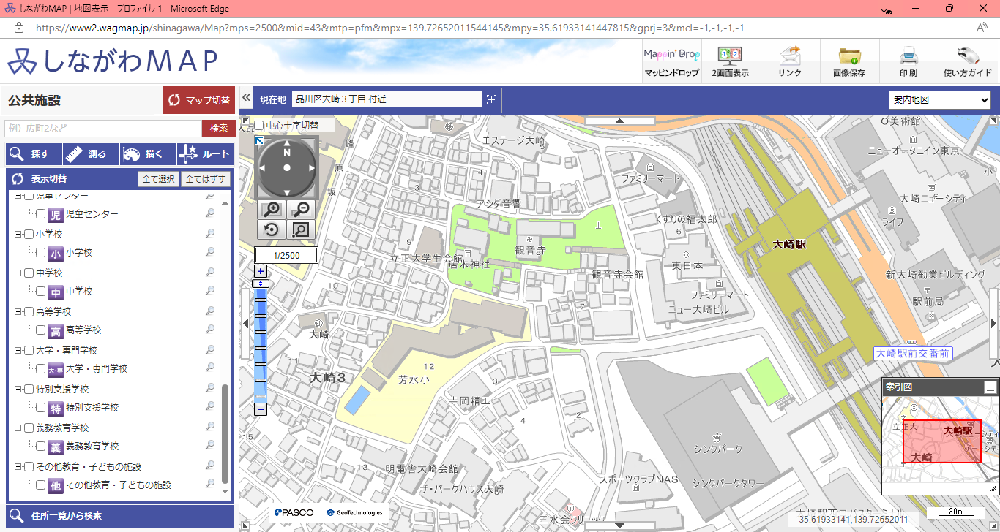 しながわMAP | 地図表示 - プロファイル 1 - Microsoft Edge
https://www2.wagmap.jp/shinagawa/Map?mps=2500&mid=43&mtp=pfm&mpx=139.72652011544145&mpy=35.61933141447815&gprj=3&mcl=-1,-1,-1,-1
しながわMAP
Mappin' Drop
マッピンドロップ
2画面表示
リンク
画像保存
印刷
使い方ガイド
公共施設
マップ切替
現在地
品川区大崎３丁目 付近
案内地図
例）広町2など
検索
探す
測る
描く
ルート
表示切替
全て選択
全てはずす
児童センター
児 児童センター
小学校
小 小学校
中学校
中 中学校
高等学校
高 高等学校
大学・専門学校
大・専 大学・専門学校
特別支援学校
特 特別支援学校
義務教育学校
義 義務教育学校
その他教育・子どもの施設
他 その他教育・子どもの施設
住所一覧から検索
中心十字切替
N
1/2500
峰
原
坂
エステージ大崎
5
4
3
アシダ音響
ファミリーマート
8
くすりの福太郎
6
O美術館
ニューオータニイン東京
小
大崎ニューシティ
ライフ
大崎駅
9
立正大学生会館
居木神社
観音寺
観音寺会館
東日本
ファミリーマート
ニュー大崎ビル
新大崎勧業ビルディング
駅前局
10
7
大崎
11
大崎3
12
芳水小
3
寺岡精工
4
2
15
13
明電舎大崎会館
ザ・パークハウス大崎
シンクパーク
スポーツクラブNAS
シンクパークタワー
三水会クリニック
大崎駅西口バスターミナル
大崎駅前交番前
索引図
立正大
大崎駅
大崎
PASCO
GeoTechnologies
35.61933141,139.72652011
30m